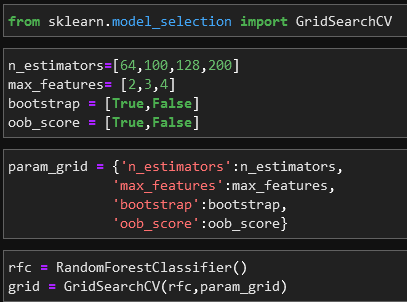 from sklearn.model_selection import GridSearchCV
n_estimators=[64,100,128,200]
max_features= [2,3,4]
bootstrap = [True,False]
oob_score = [True,False]
param_grid = {'n_estimators':n_estimators,
'max_features':max_features,
'bootstrap':bootstrap,
'oob_score':oob_score}
rfc = RandomForestClassifier()
grid = GridSearchCV(rfc,param_grid)